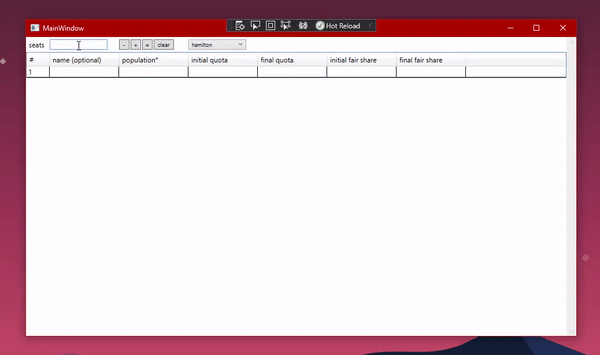 MainWindow
Hot Reload
seats - + = clear hamilton
# name (optional) population* initial quota final quota initial fair share final fair share
1